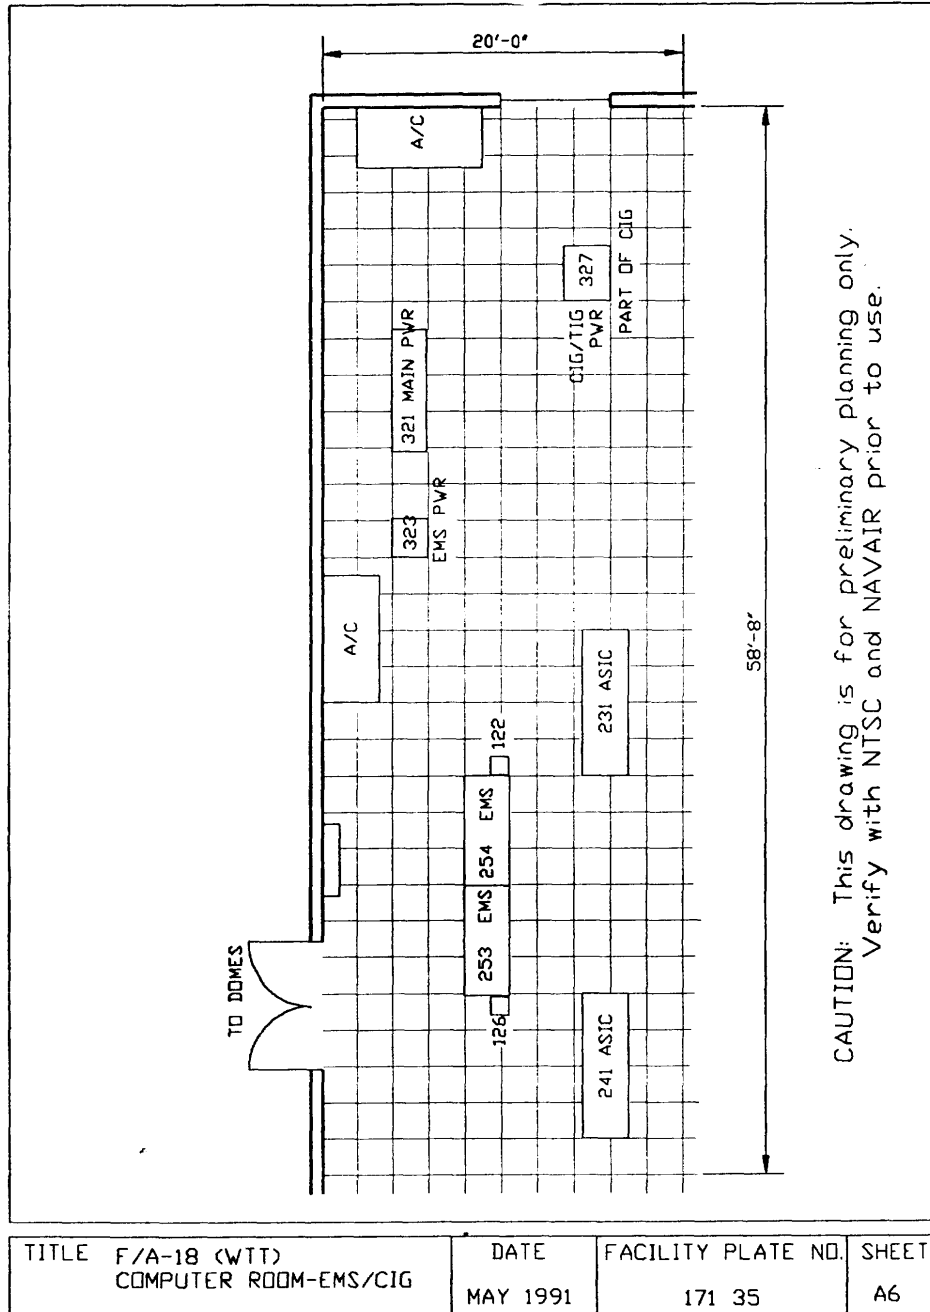 20'-0"
A/C
327
PART OF CIG
CIG/TIG
PWR
321 MAIN PWR
323
EMS PWR
A/C
58'-8"
231 ASIC
122
254 EMS
253 EMS
126
TO DOMES
241 ASIC
CAUTION: This drawing is for preliminary planning only.
Verify with NTSC and NAVAIR prior to use.
TITLE F/A-18 (WTT)
COMPUTER ROOM-EMS/CIG
DATE
MAY 1991
FACILITY PLATE NO.
171 35
SHEET
A6